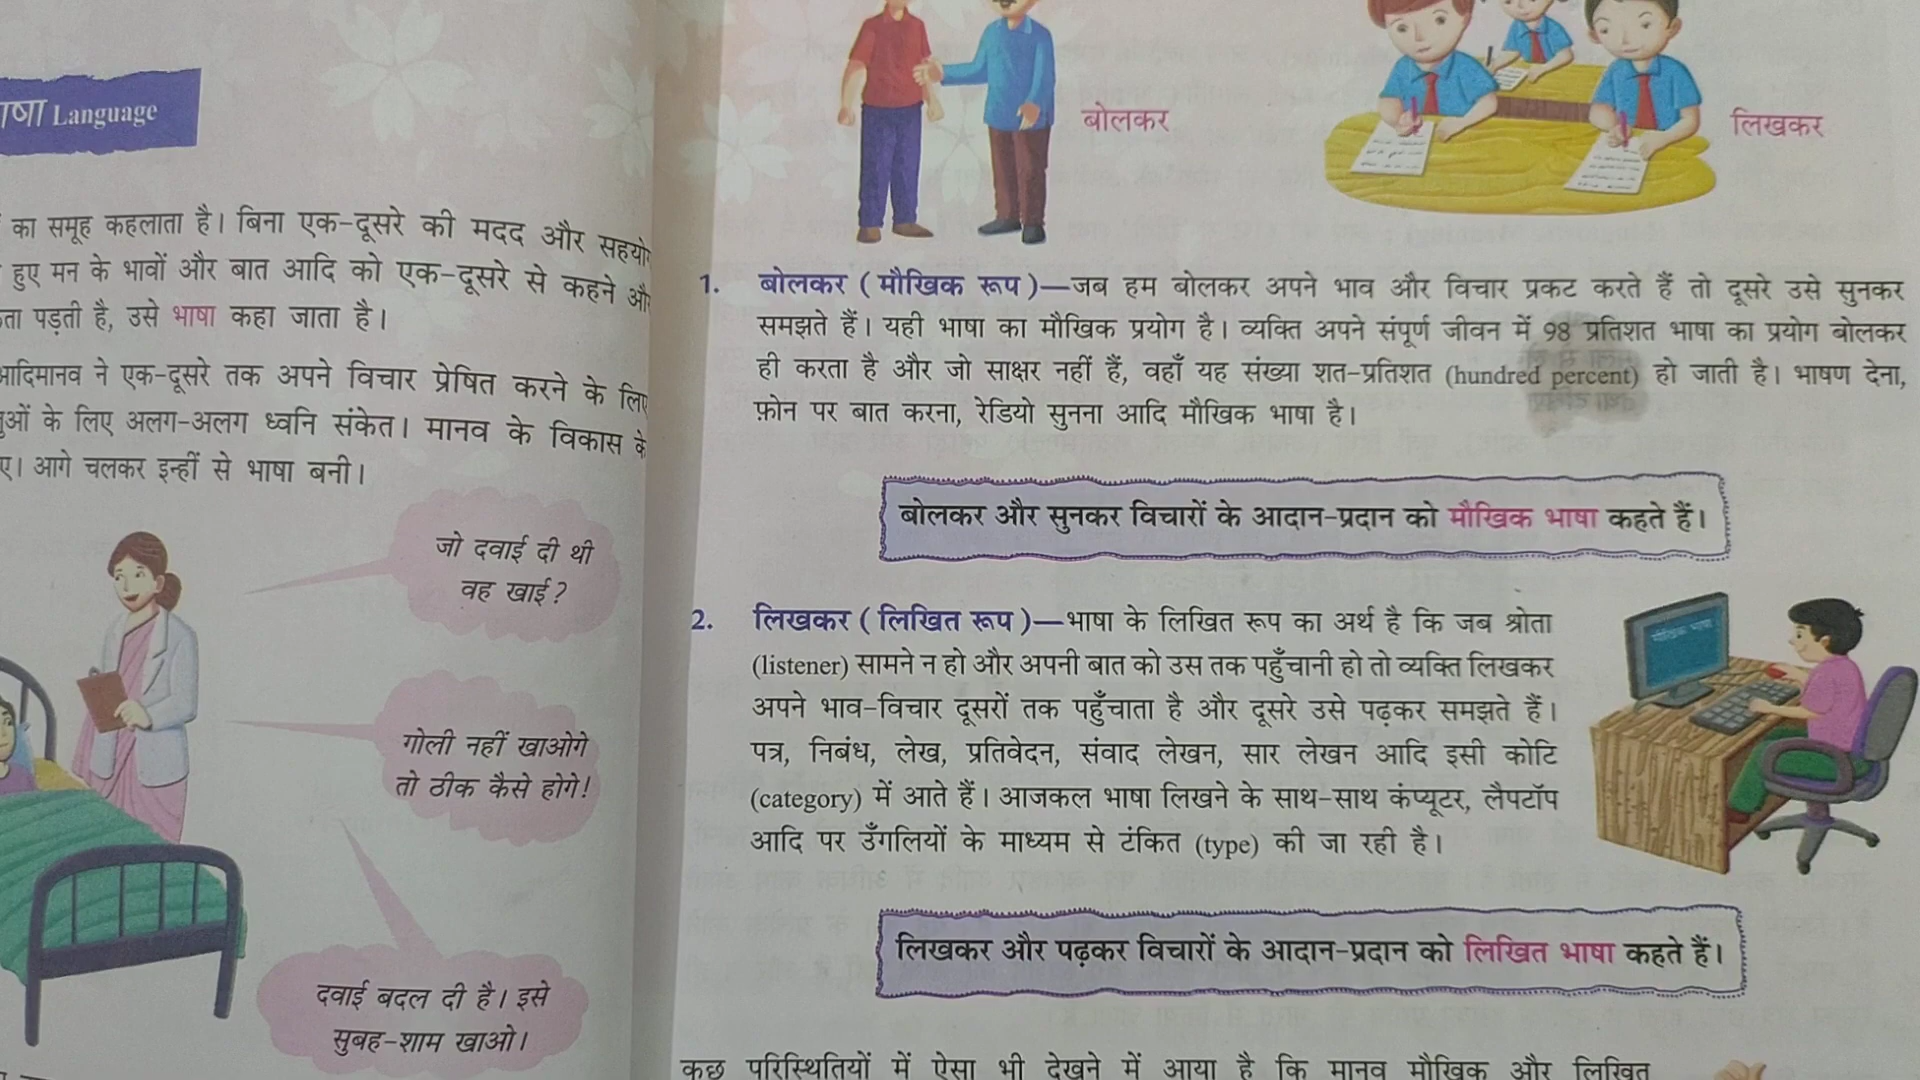 Language
का समूह कहलाता है। बिना एक-दूसरे की मदद और
हुए मन के भावों और बात आदि को एक-दूसरे से कहने
पड़ती है, उसे भाषा कहा जाता है।
आदिमानव ने एक-दूसरे तक अपने विचार प्रेषित करने के लिए
के लिए अलग-अलग ध्वनि संकेत। मानव के विकास के
आगे चलकर इन्हीं से भाषा बनी।
जो दवाई दी थी
वह खाई?
गोली नहीं खाओगे
तो ठीक कैसे होगे!
दवाई बदल दी है। इसे
सुबह-शाम खाओ।
बोलकर
लिखकर
1. बोलकर (मौखिक रूप)—जब हम बोलकर अपने भाव और विचार प्रकट करते हैं तो दूसरे उसे सुनकर
समझते हैं। यही भाषा का मौखिक प्रयोग है। व्यक्ति अपने संपूर्ण जीवन में 98 प्रतिशत भाषा का प्रयोग बोलकर
ही करता है और जो साक्षर नहीं हैं, वहाँ यह संख्या शत-प्रतिशत (hundred percent) हो जाती है। भाषण देना,
फ़ोन पर बात करना, रेडियो सुनना आदि मौखिक भाषा है।
बोलकर और सुनकर विचारों के आदान-प्रदान को मौखिक भाषा कहते हैं।
2. लिखकर (लिखित रूप)—भाषा के लिखित रूप का अर्थ है कि जब श्रोता
(listener) सामने न हो और अपनी बात को उस तक पहुँचानी हो तो व्यक्ति लिखकर
अपने भाव-विचार दूसरों तक पहुँचाता है और दूसरे उसे पढ़कर समझते हैं।
पत्र, निबंध, लेख, प्रतिवेदन, संवाद लेखन, सार लेखन आदि इसी कोटि
(category) में आते हैं। आजकल भाषा लिखने के साथ-साथ कंप्यूटर, लैपटॉप
आदि पर उँगलियों के माध्यम से टंकित (type) की जा रही है।
मौखिक भाषा
लिखकर और पढ़कर विचारों के आदान-प्रदान को लिखित भाषा कहते हैं।
कुछ परिस्थितियों में ऐसा भी देखने में आया है कि मानव मौखिक और लिखित